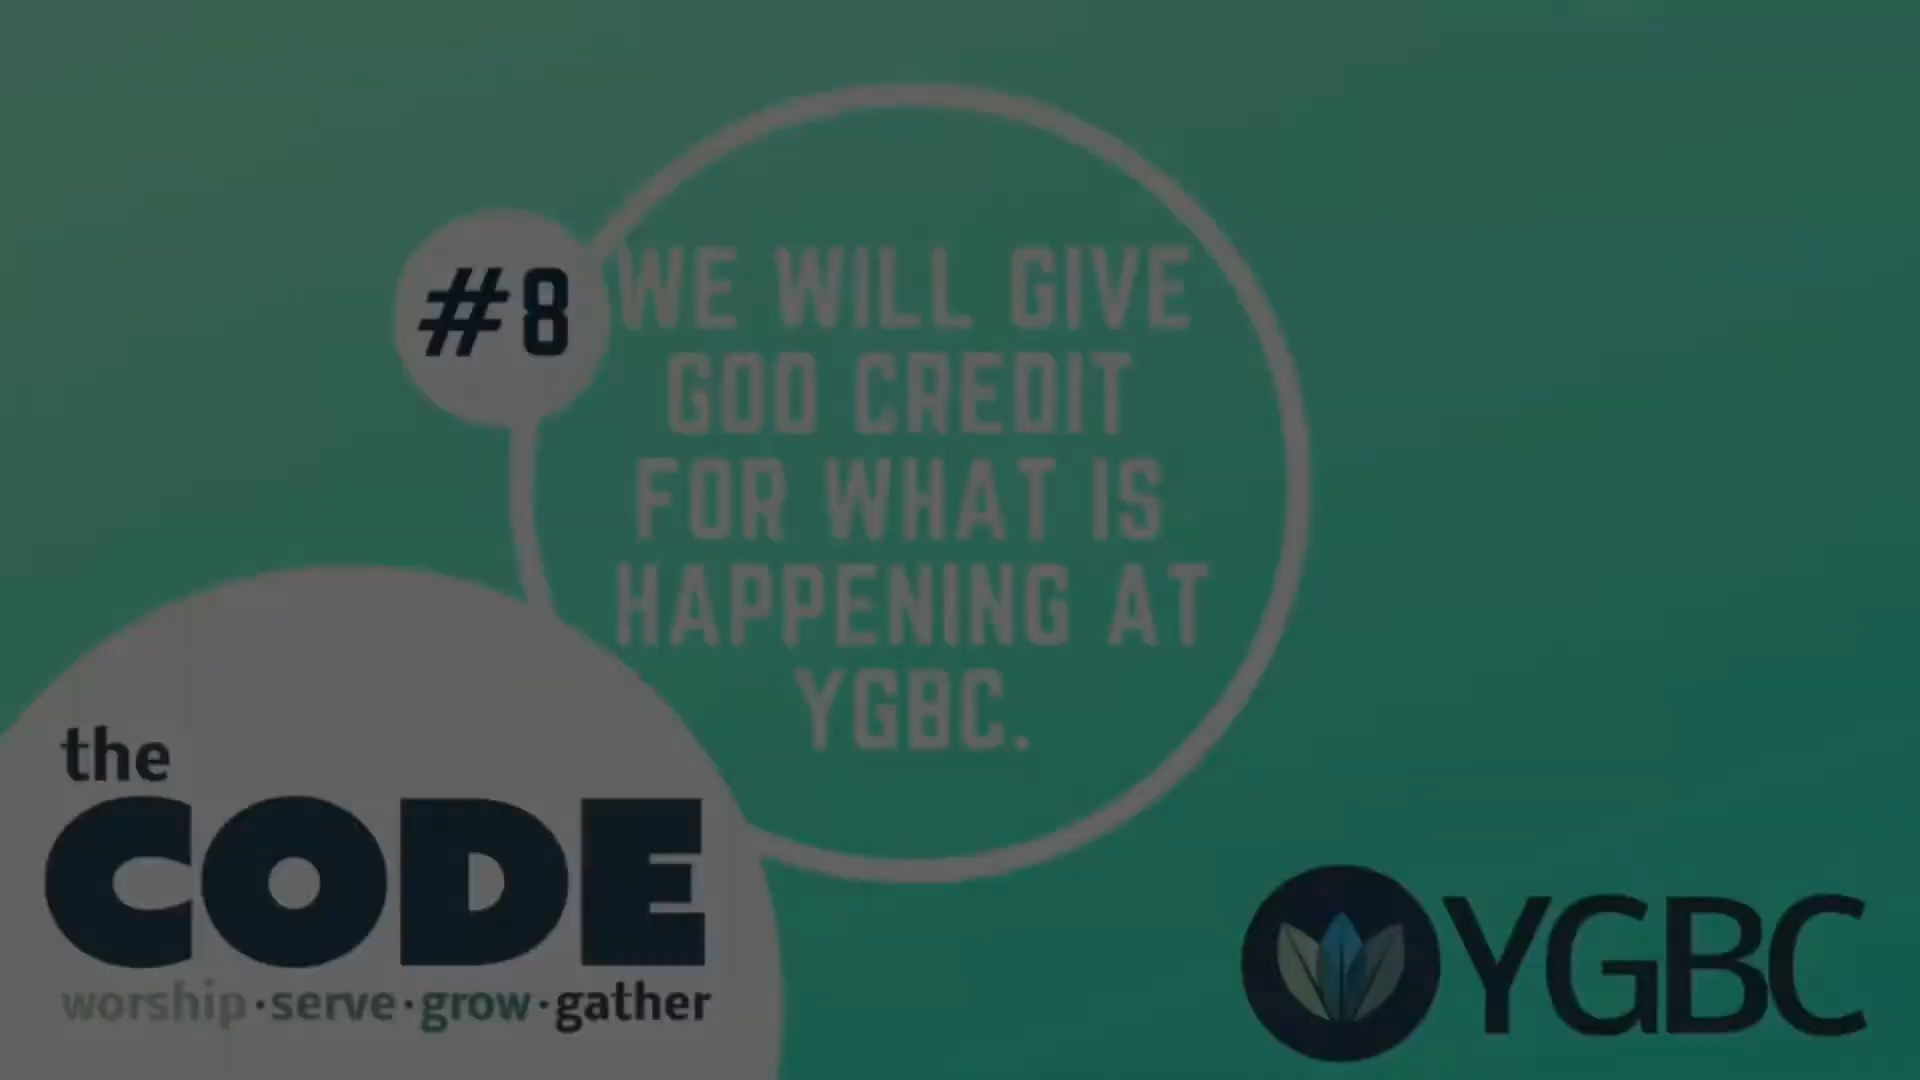 #8
WE WILL GIVE
GOD CREDIT
FOR WHAT IS
HAPPENING AT
YGBC.
the
CODE
worship·serve·grow·gather
YGBC